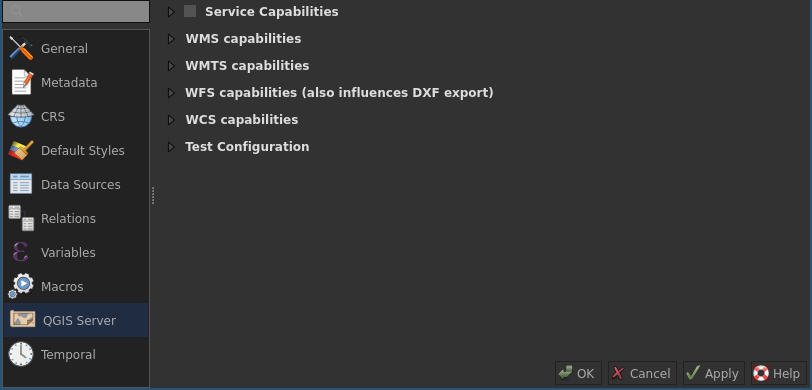 General
Metadata
CRS
Default Styles
Data Sources
Relations
Variables
Macros
QGIS Server
Temporal
Service Capabilities
WMS capabilities
WMTS capabilities
WFS capabilities (also influences DXF export)
WCS capabilities
Test Configuration
OK
Cancel
Apply
Help